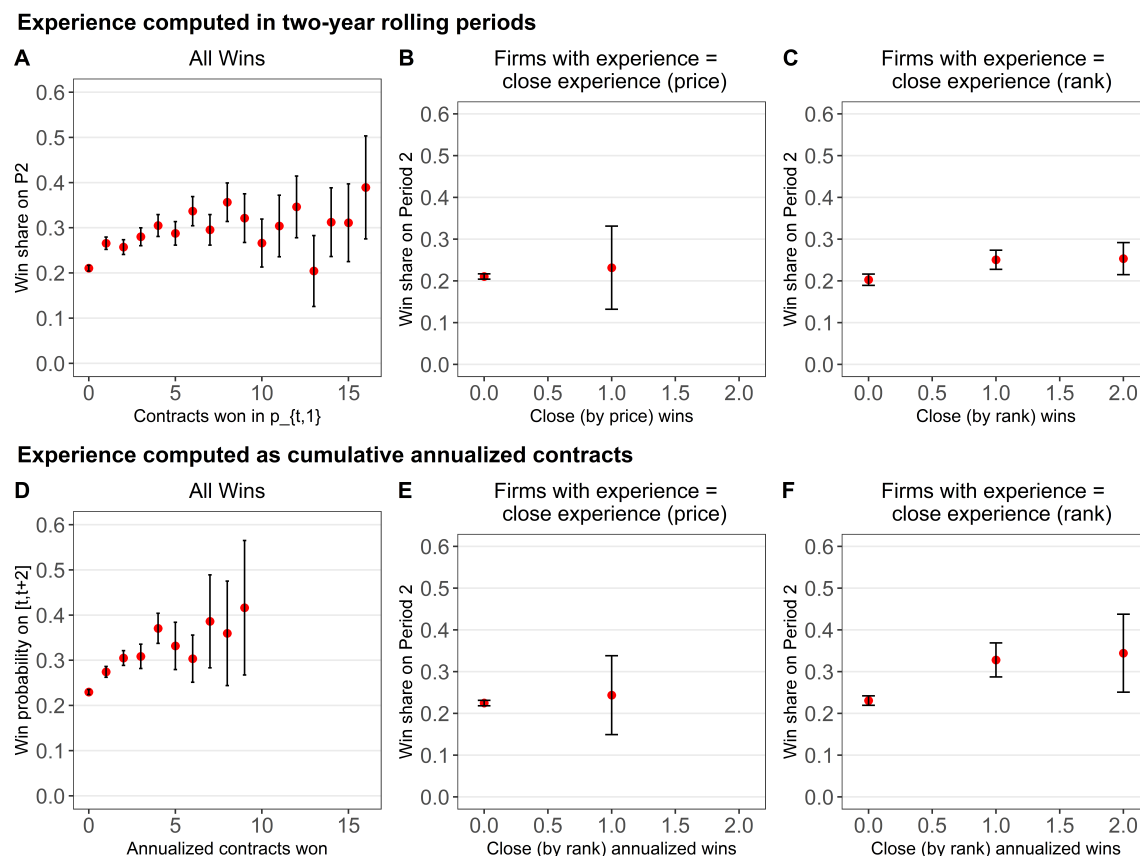 Experience computed in two-year rolling periods
A
All Wins
0.6
0.5
0.4
0.3
0.2
0.1
0.0
Win share on P2
0 5 10 15
Contracts won in p_{t,1}
B
Firms with experience =
close experience (price)
0.6
0.5
0.4
0.3
0.2
0.1
0.0
Win share on Period 2
0.0 0.5 1.0 1.5 2.0
Close (by price) wins
C
Firms with experience =
close experience (rank)
0.6
0.5
0.4
0.3
0.2
0.1
0.0
Win share on Period 2
0.0 0.5 1.0 1.5 2.0
Close (by rank) wins
Experience computed as cumulative annualized contracts
D
All Wins
0.6
0.5
0.4
0.3
0.2
0.1
0.0
Win probability on [t,t+2]
0 5 10 15
Annualized contracts won
E
Firms with experience =
close experience (price)
0.6
0.5
0.4
0.3
0.2
0.1
0.0
Win share on Period 2
0.0 0.5 1.0 1.5 2.0
Close (by rank) annualized wins
F
Firms with experience =
close experience (rank)
0.6
0.5
0.4
0.3
0.2
0.1
0.0
Win share on Period 2
0.0 0.5 1.0 1.5 2.0
Close (by rank) annualized wins